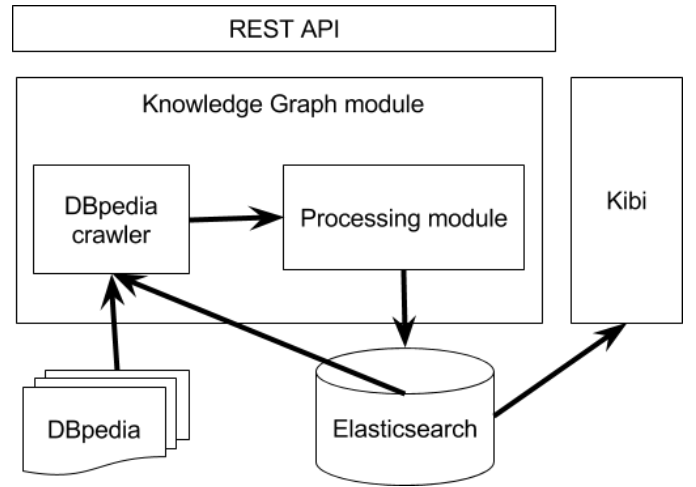 REST API
Knowledge Graph module
DBpedia
crawler
Processing module
Kibi
DBpedia
Elasticsearch